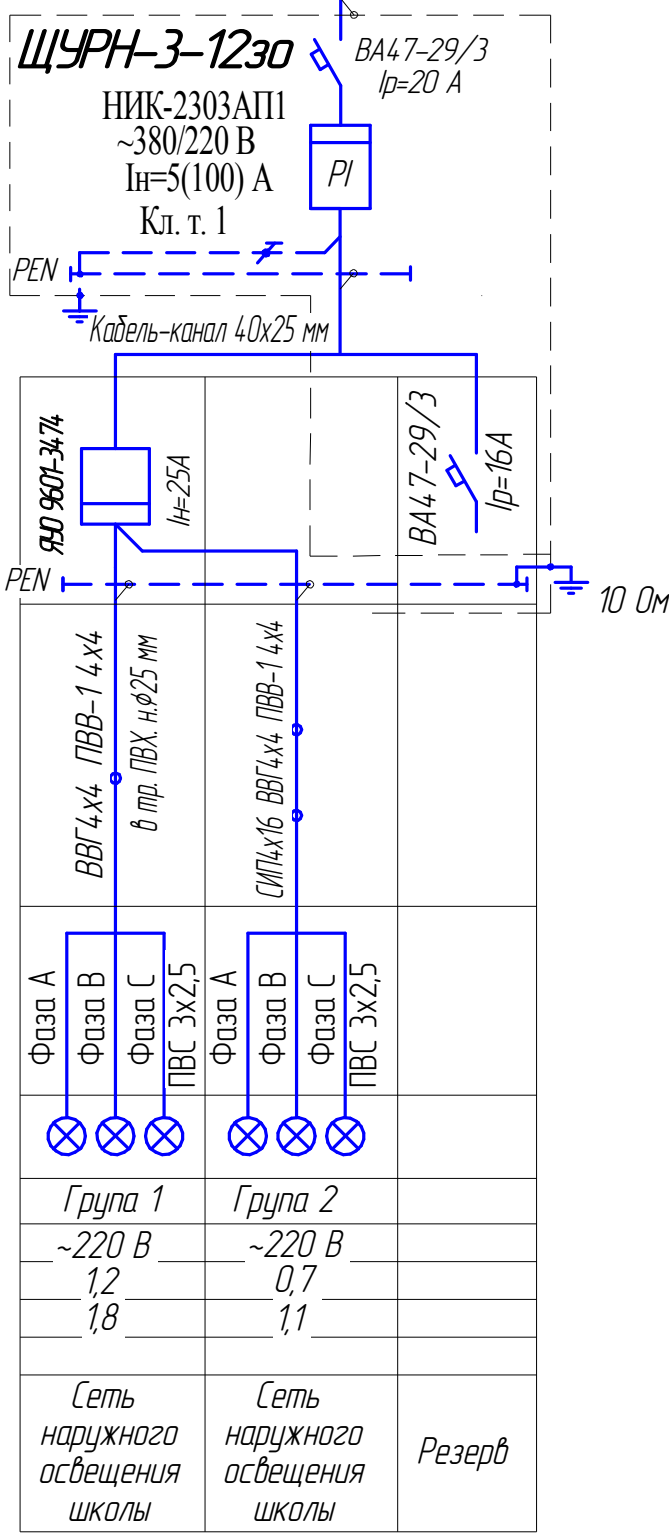 ЩУРН-3-12зо
ВА47-29/3
Iр=20 А
НИК-2303АП1
~380/220 В
Iн=5(100) А
Кл. т. 1
PI
PEN
Кабель-канал 40х25 мм
ЯУО 9601-3474
Iн=25А
ВА47-29/3
Iр=16А
PEN
10 Ом
ВВГ4х4 ПВВ-1 4х4
в тр. ПВХ. н.ф25 мм
СИП4х16 ВВГ4х4 ПВВ-1 4х4
Фаза А
Фаза В
Фаза С
ПВС 3х2,5
Фаза А
Фаза В
Фаза С
ПВС 3х2,5
Група 1
Група 2
~220 В
~220 В
1,2
0,7
1,8
1,1
Сеть
наружного
освещения
школы
Сеть
наружного
освещения
школы
Резерв